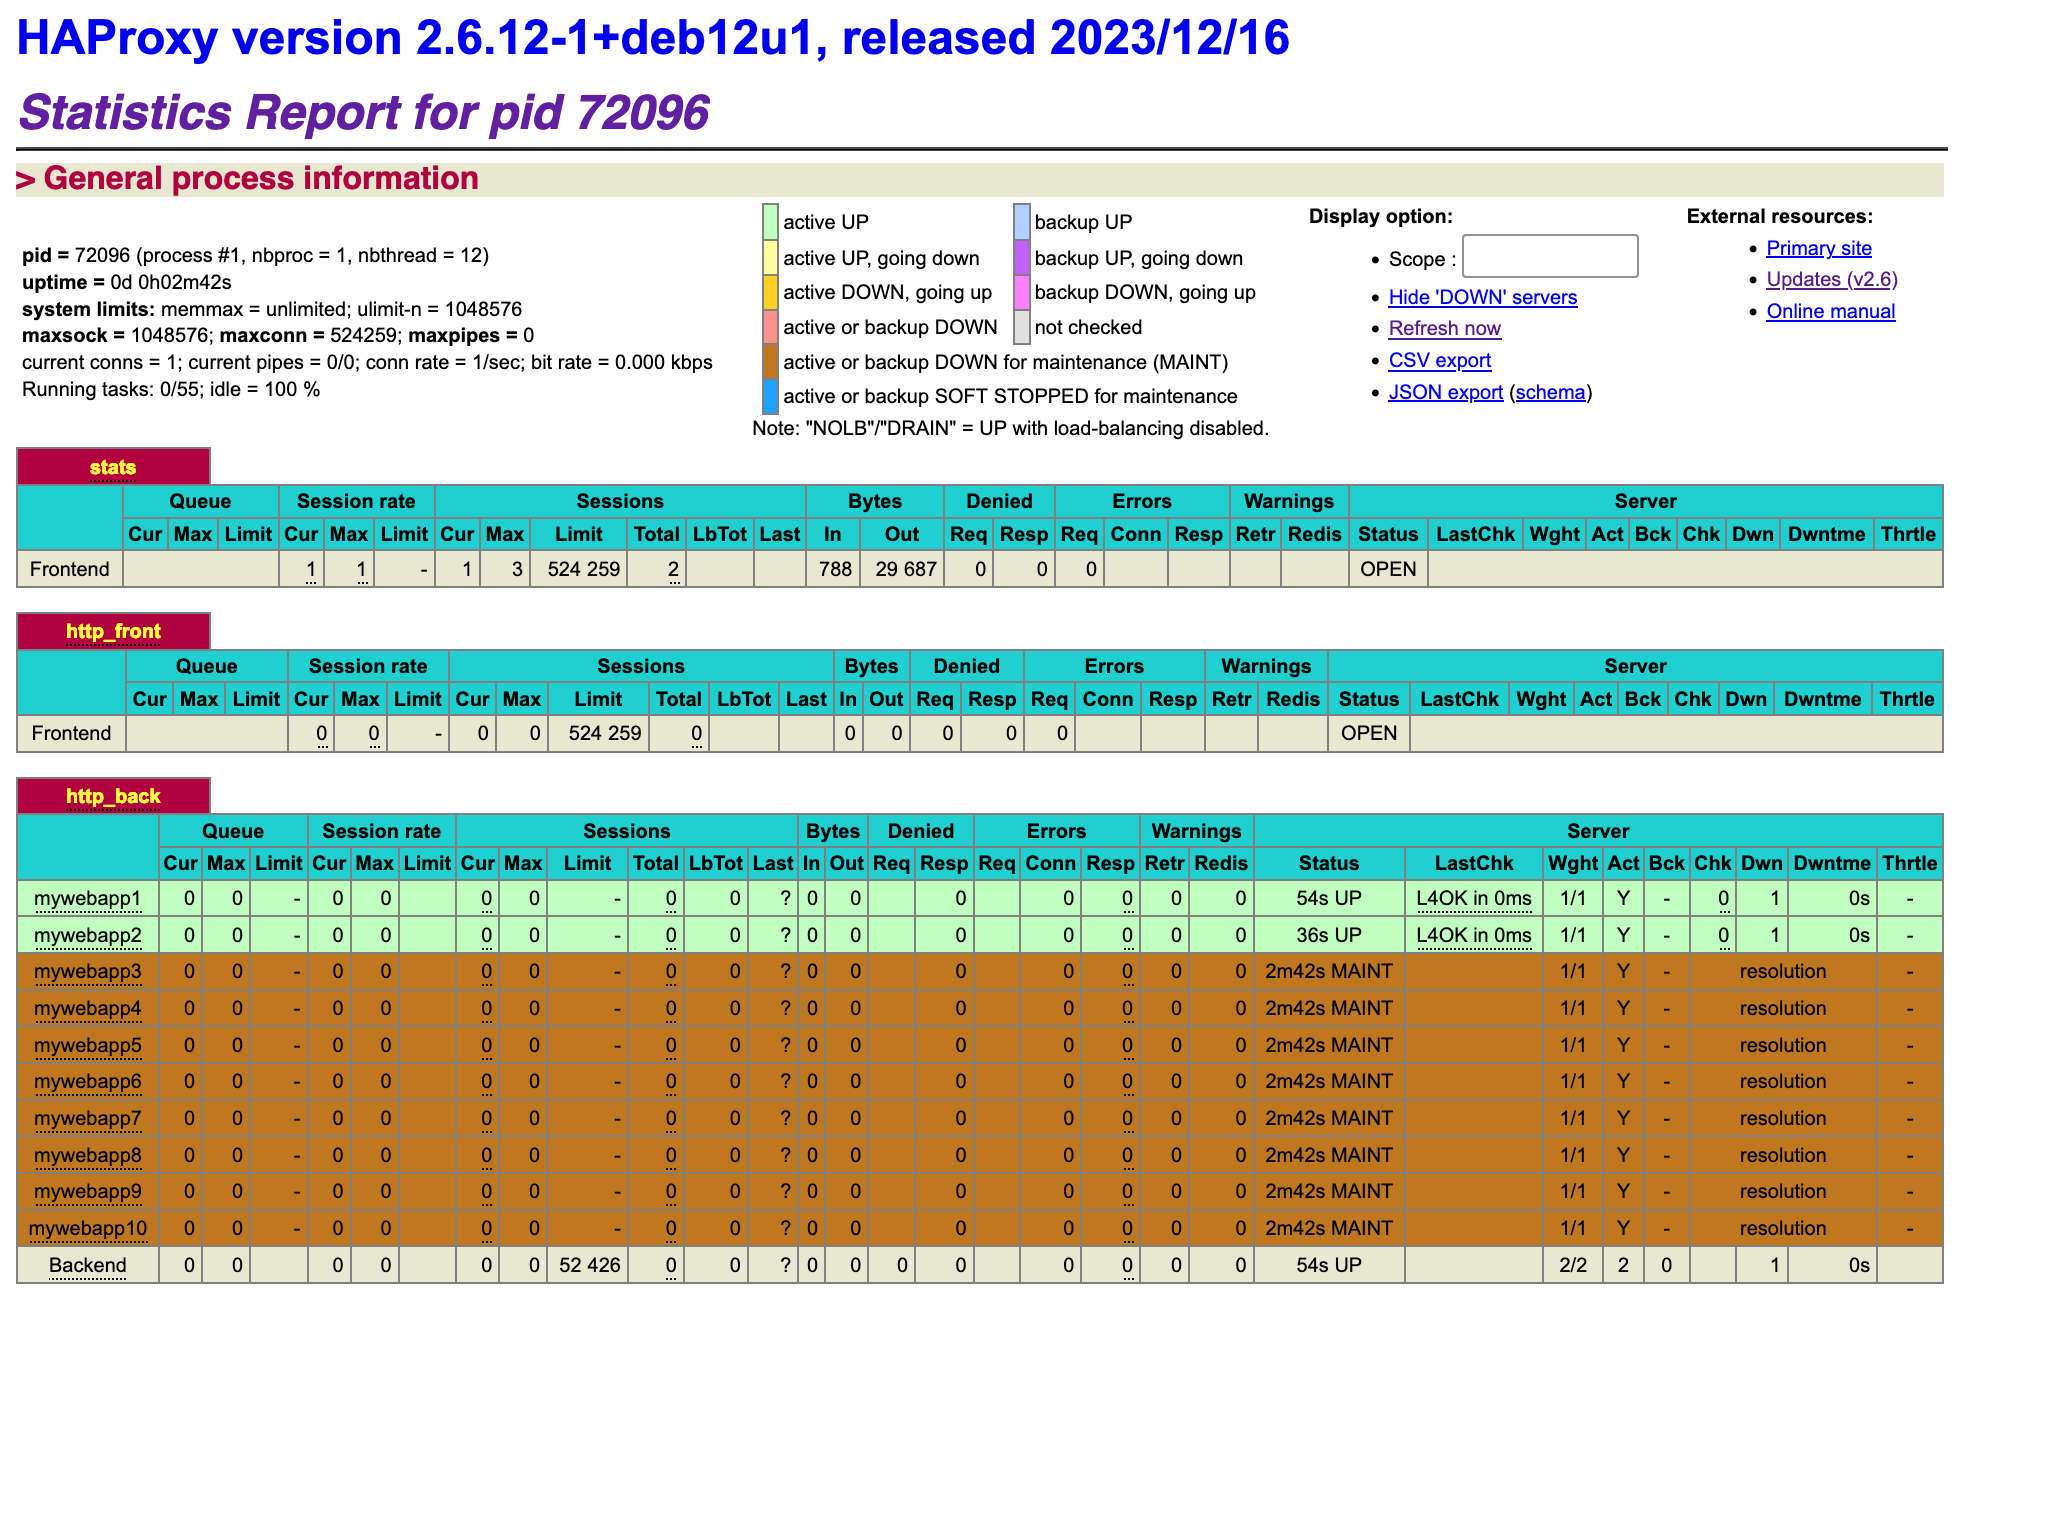 HAProxy version 2.6.12-1+deb12u1, released 2023/12/16
Statistics Report for pid 72096
> General process information
pid = 72096 (process #1, nbproc = 1, nbthread = 12)
uptime = 0d 0h02m42s
system limits: memmax = unlimited; ulimit-n = 1048576
maxsock = 1048576; maxconn = 524259; maxpipes = 0
current conns = 1; current pipes = 0/0; conn rate = 1/sec; bit rate = 0.000 kbps
Running tasks: 0/55; idle = 100 %
active UP backup UP
active UP, going down backup UP, going down
active DOWN, going up backup DOWN, going up
active or backup DOWN not checked
active or backup DOWN for maintenance (MAINT)
active or backup SOFT STOPPED for maintenance
Note: "NOLB"/"DRAIN" = UP with load-balancing disabled.
Display option:
• Scope :
• Hide 'DOWN' servers
• Refresh now
• CSV export
• JSON export (schema)
External resources:
• Primary site
• Updates (v2.6)
• Online manual
stats
Queue Session rate Sessions Bytes Denied Errors Warnings Server
Cur Max Limit Cur Max Limit Cur Max Limit Total LbTot Last In Out Req Resp Req Conn Resp Retr Redis Status LastChk Wght Act Bck Chk Dwn Dwntme Thrtle
Frontend 1 1 - 1 3 524 259 2 788 29 687 0 0 0 OPEN
http_front
Queue Session rate Sessions Bytes Denied Errors Warnings Server
Cur Max Limit Cur Max Limit Cur Max Limit Total LbTot Last In Out Req Resp Req Conn Resp Retr Redis Status LastChk Wght Act Bck Chk Dwn Dwntme Thrtle
Frontend 0 0 - 0 0 524 259 0 0 0 0 0 0 OPEN
http_back
Queue Session rate Sessions Bytes Denied Errors Warnings Server
Cur Max Limit Cur Max Limit Cur Max Limit Total LbTot Last In Out Req Resp Req Conn Resp Retr Redis Status LastChk Wght Act Bck Chk Dwn Dwntme Thrtle
mywebapp1 0 0 - 0 0 0 0 - 0 0 ? 0 0 0 0 0 0 0 54s UP L4OK in 0ms 1/1 Y - 0 1 0s -
mywebapp2 0 0 - 0 0 0 0 - 0 0 ? 0 0 0 0 0 0 0 36s UP L4OK in 0ms 1/1 Y - 0 1 0s -
mywebapp3 0 0 - 0 0 0 0 - 0 0 ? 0 0 0 0 0 0 0 2m42s MAINT 1/1 Y - resolution -
mywebapp4 0 0 - 0 0 0 0 - 0 0 ? 0 0 0 0 0 0 0 2m42s MAINT 1/1 Y - resolution -
mywebapp5 0 0 - 0 0 0 0 - 0 0 ? 0 0 0 0 0 0 0 2m42s MAINT 1/1 Y - resolution -
mywebapp6 0 0 - 0 0 0 0 - 0 0 ? 0 0 0 0 0 0 0 2m42s MAINT 1/1 Y - resolution -
mywebapp7 0 0 - 0 0 0 0 - 0 0 ? 0 0 0 0 0 0 0 2m42s MAINT 1/1 Y - resolution -
mywebapp8 0 0 - 0 0 0 0 - 0 0 ? 0 0 0 0 0 0 0 2m42s MAINT 1/1 Y - resolution -
mywebapp9 0 0 - 0 0 0 0 - 0 0 ? 0 0 0 0 0 0 0 2m42s MAINT 1/1 Y - resolution -
mywebapp10 0 0 - 0 0 0 0 - 0 0 ? 0 0 0 0 0 0 0 2m42s MAINT 1/1 Y - resolution -
Backend 0 0 0 0 0 0 52 426 0 0 ? 0 0 0 0 0 0 0 0 54s UP 2/2 2 0 1 0s